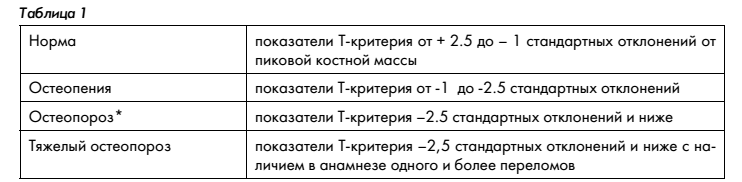 Таблица 1
Норма
показатели Т-критерия от + 2.5 до – 1 стандартных отклонений от
пиковой костной массы
Остеопения
показатели Т-критерия от -1 до -2.5 стандартных отклонений
Остеопороз*
показатели Т-критерия –2.5 стандартных отклонений и ниже
Тяжелый остеопороз
показатели Т-критерия –2,5 стандартных отклонений и ниже с на-
личием в анамнезе одного и более переломов